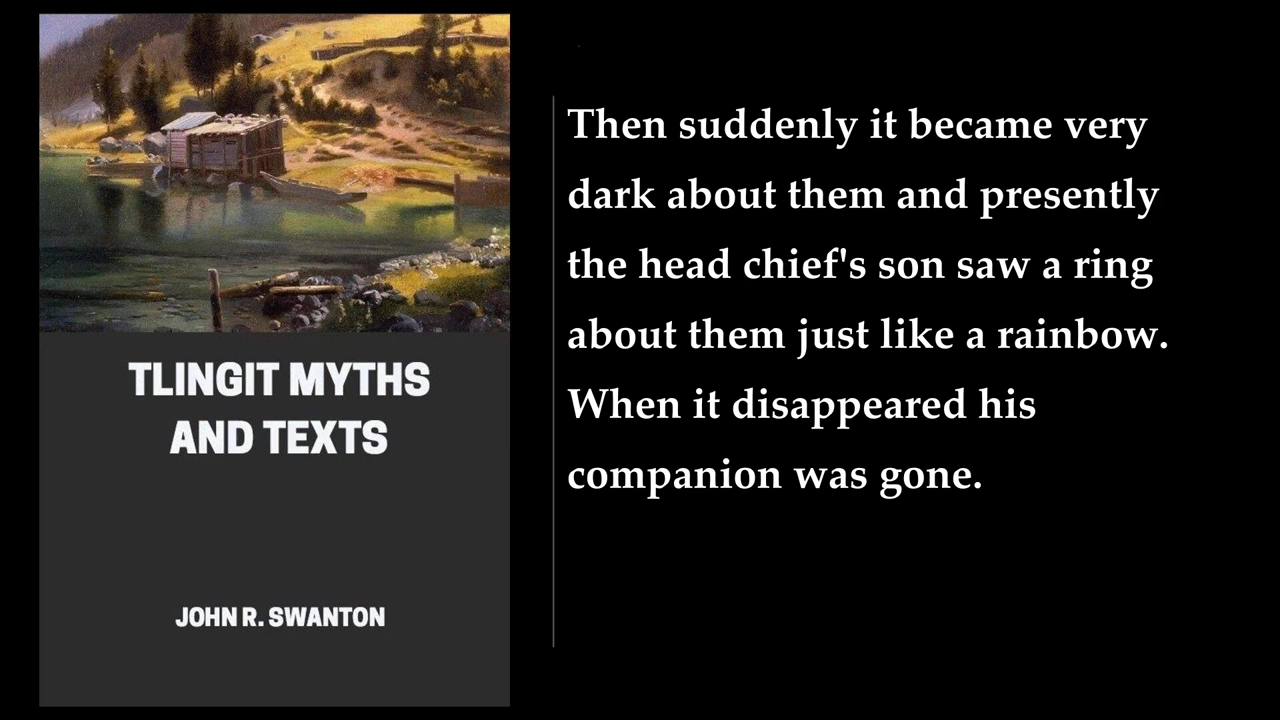 TLINGIT MYTHS
AND TEXTS
JOHN R. SWANTON
Then suddenly it became very
dark about them and presently
the head chief's son saw a ring
about them just like a rainbow.
When it disappeared his
companion was gone.